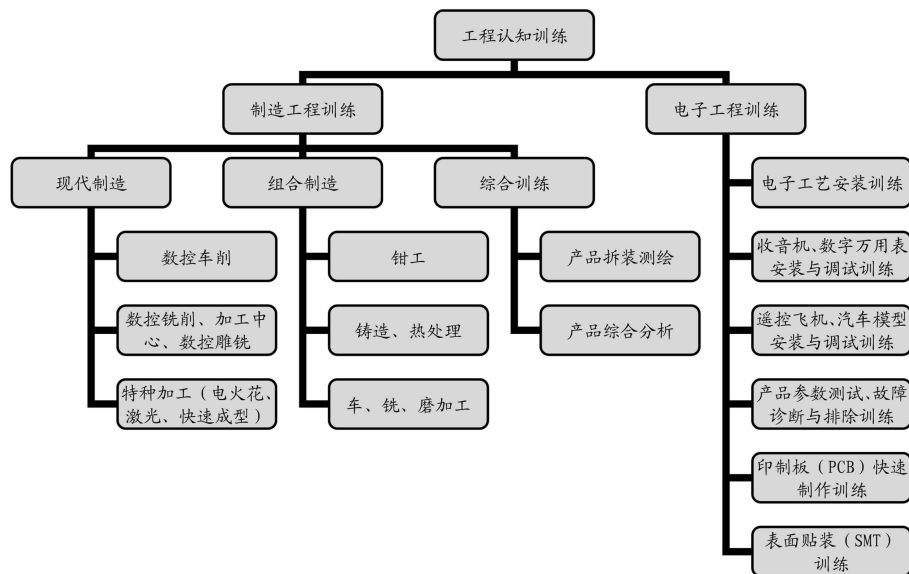 工程认知训练
制造工程训练
电子工程训练
现代制造
组合制造
综合训练
电子工艺安装训练
数控车削
钳工
产品拆装测绘
收音机、数字万用表
安装与调试训练
数控铣削、加工中
心、数控雕铣
铸造、热处理
产品综合分析
遥控飞机、汽车模型
安装与调试训练
特种加工（电火花、
激光、快速成型）
车、铣、磨加工
产品参数测试、故障
诊断与排除训练
印制板（PCB）快速
制作训练
表面贴装（SMT）
训练